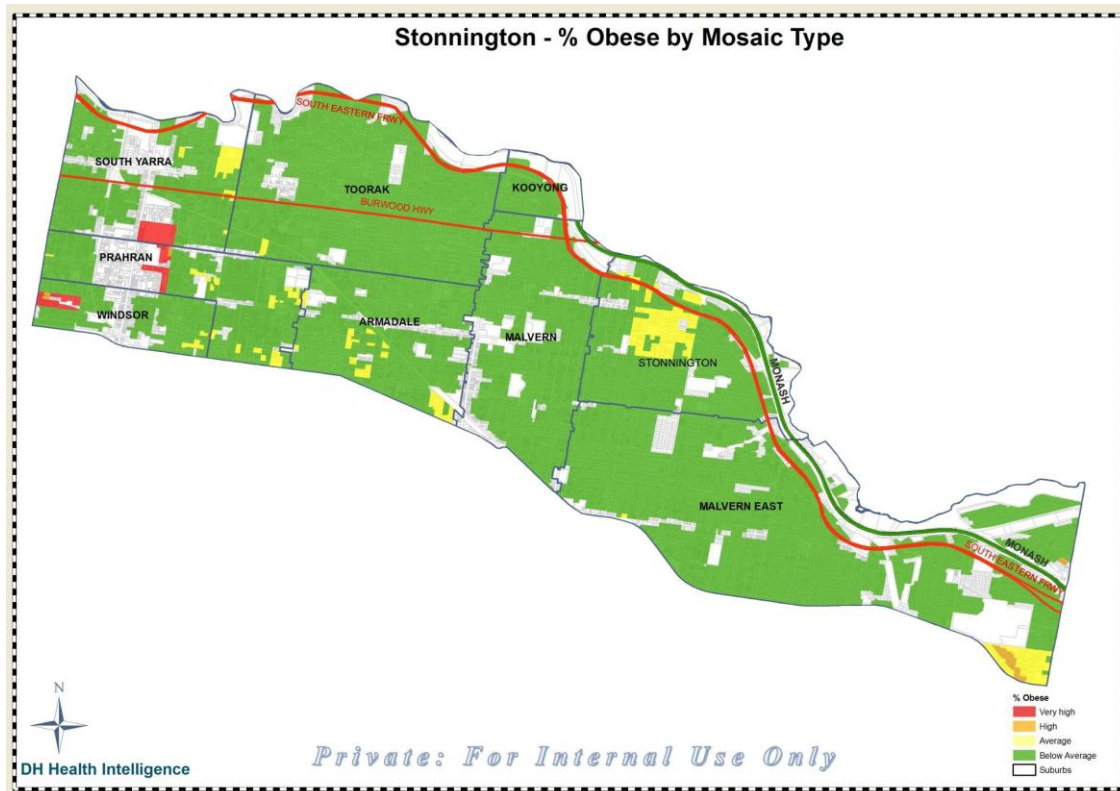 Stonnington - % Obese by Mosaic Type
SOUTH EASTERN FRWY
SOUTH YARRA
TOORAK
KOOYONG
BURWOOD HWY
PRAHRAN
WINDSOR
ARMADALE
MALVERN
STONNINGTON
MONASH
MALVERN EAST
MONASH
SOUTH EASTERN FRWY
N
% Obese
Very high
High
Average
Below Average
Suburbs
Private: For Internal Use Only
DH Health Intelligence